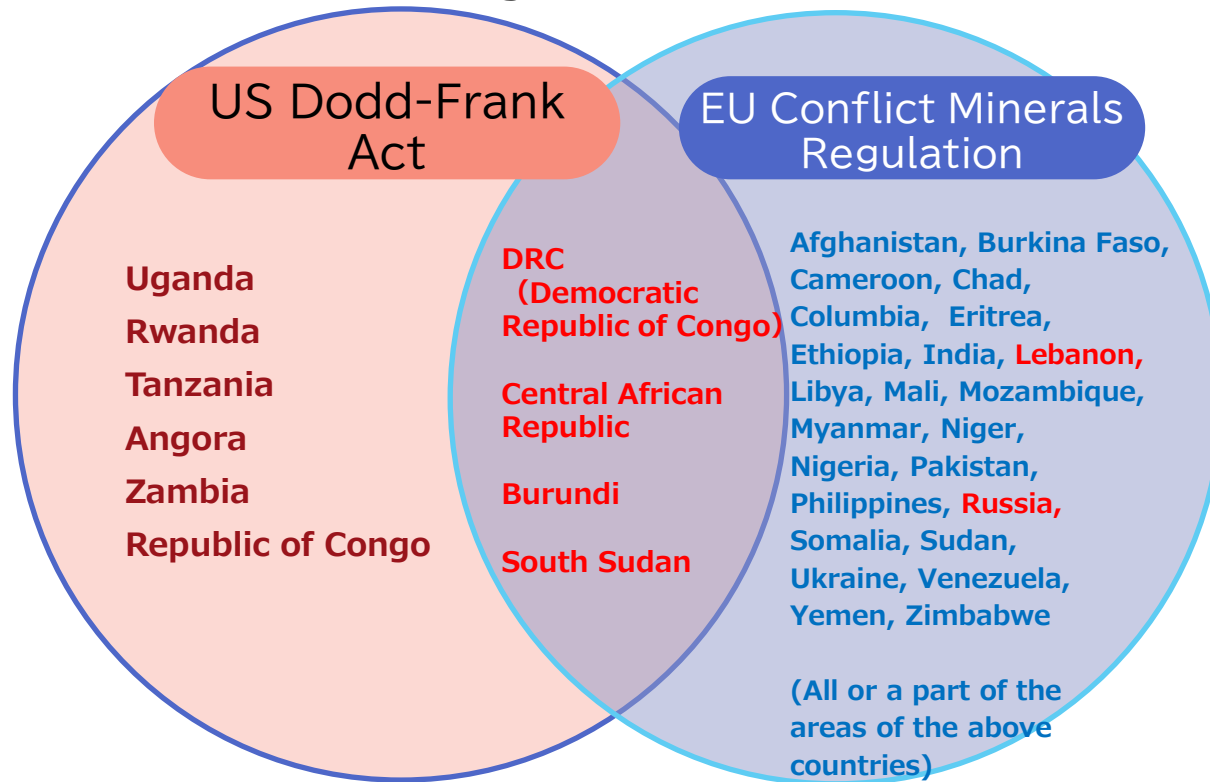 US Dodd-Frank
Act
EU Conflict Minerals
Regulation
Uganda
Rwanda
Tanzania
Angora
Zambia
Republic of Congo
DRC
（Democratic
Republic of Congo)
Central African
Republic
Burundi
South Sudan
Afghanistan, Burkina Faso,
Cameroon, Chad,
Columbia, Eritrea,
Ethiopia, India, Lebanon,
Libya, Mali, Mozambique,
Myanmar, Niger,
Nigeria, Pakistan,
Philippines, Russia,
Somalia, Sudan,
Ukraine, Venezuela,
Yemen, Zimbabwe
(All or a part of the
areas of the above
countries)